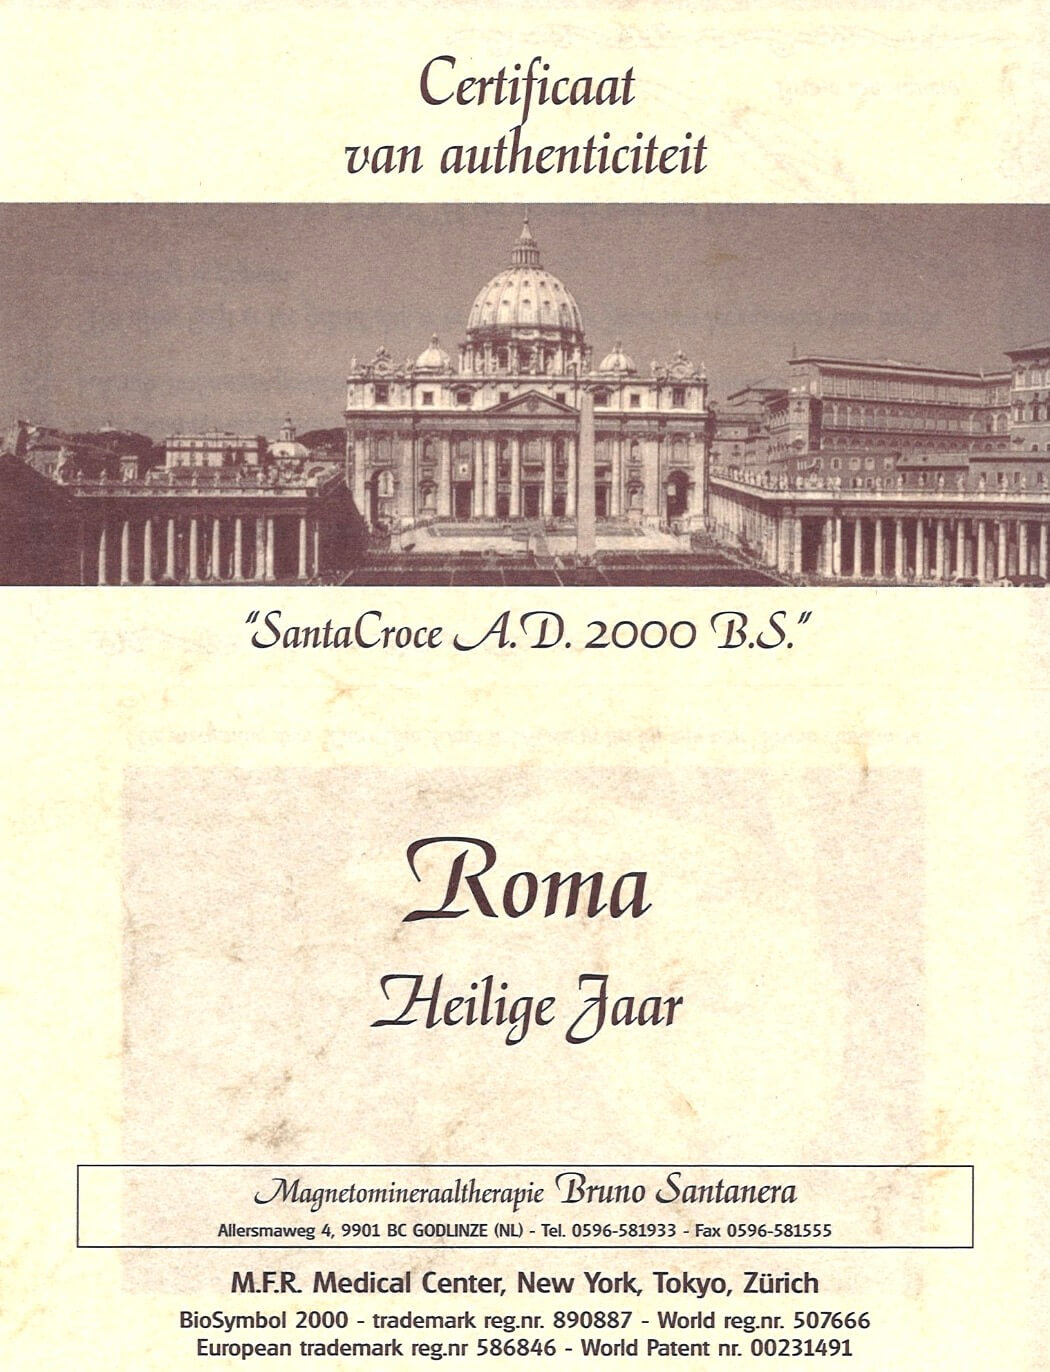 Certificaat
van authenticiteit
"SantaCroce A.D. 2000 B.S."
Roma
Heilige Jaar
Magnetomineraaltherapie Bruno Santanera
Allersmaweg 4, 9901 BC GODLINZE (NL) - Tel. 0596-581933 - Fax 0596-581555
M.F.R. Medical Center, New York, Tokyo, Zürich
BioSymbol 2000 - trademark reg.nr. 890887 - World reg.nr. 507666
European trademark reg.nr 586846 - World Patent nr. 00231491